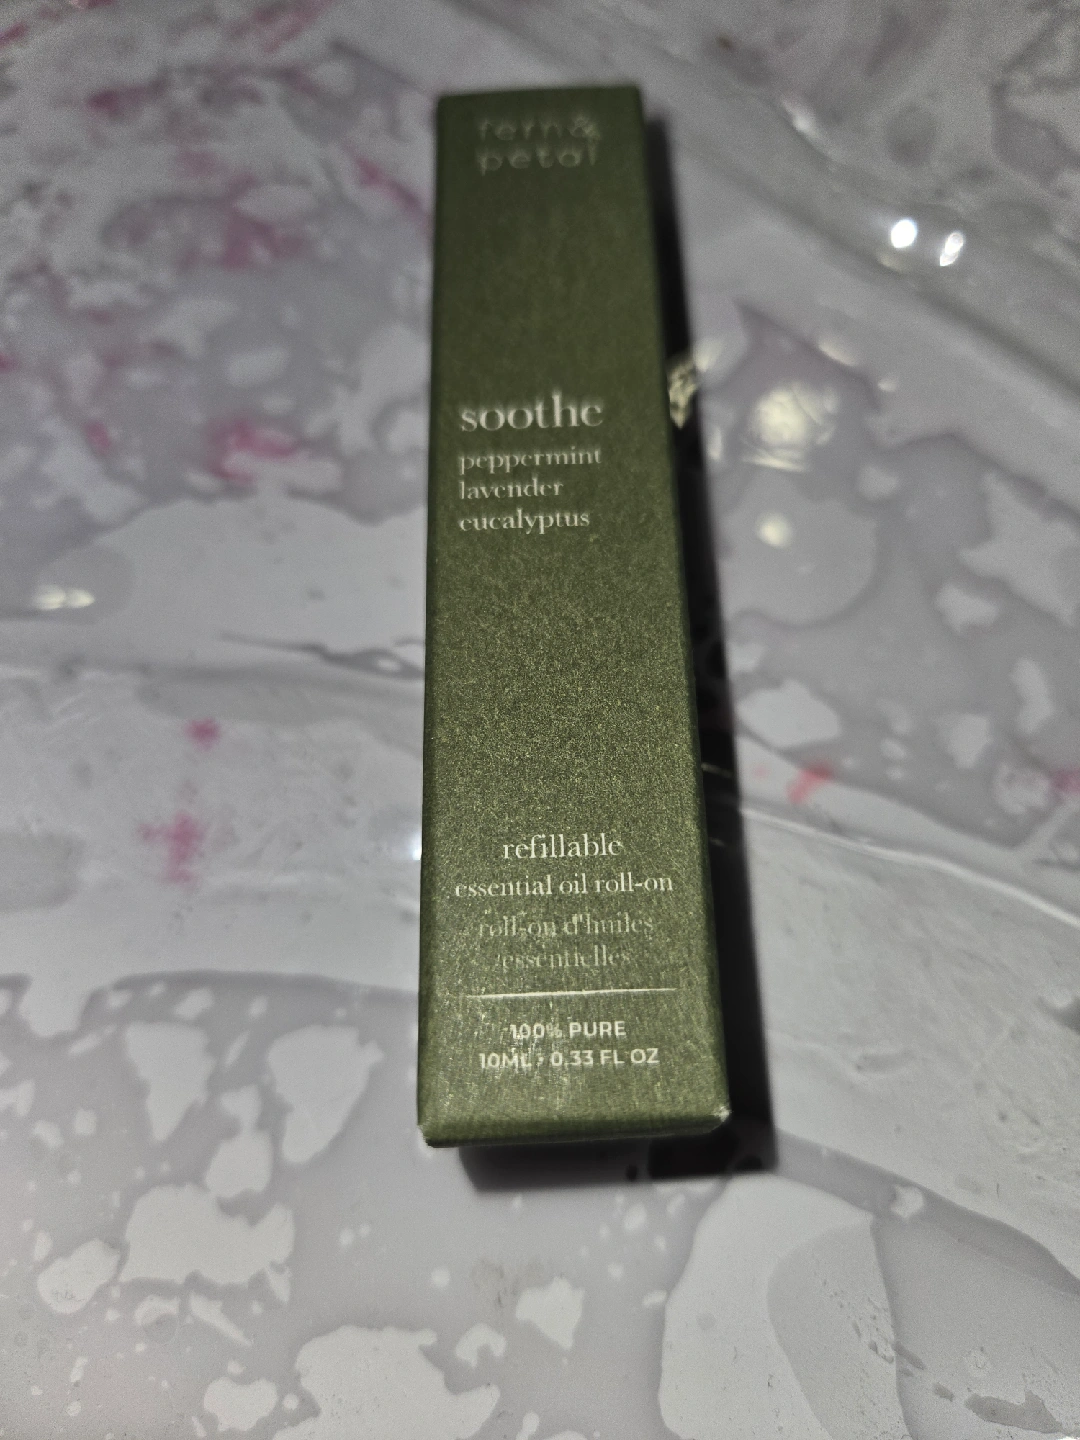 fern&
petal
soothe
peppermint
lavender
eucalyptus
refillable
essential oil roll-on
roll-on d'huiles
essentielles
100% PURE
10ML · 0.33 FL OZ